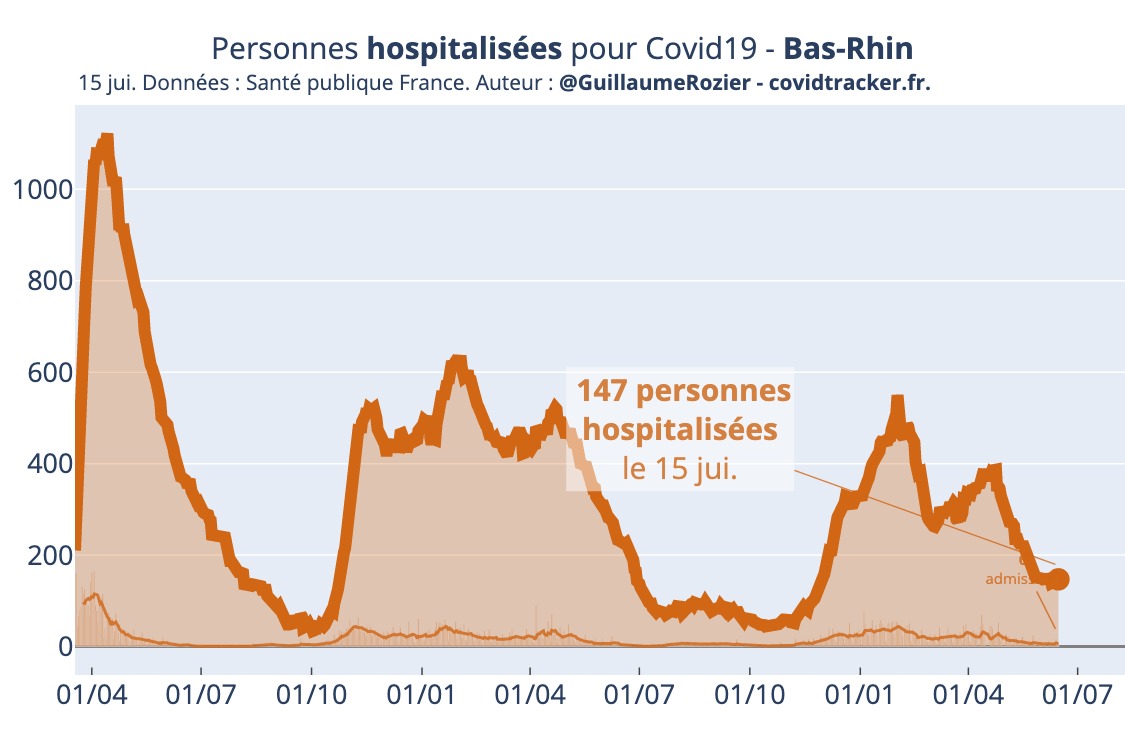 Personnes hospitalisées pour Covid19 - Bas-Rhin
15 jui. Données : Santé publique France. Auteur : @GuillaumeRozier - covidtracker.fr.
1000
800
600
400
200
0
147 personnes
hospitalisées
le 15 jui.
01/04 01/07 01/10 01/01 01/04 01/07 01/10 01/01 01/04 01/07